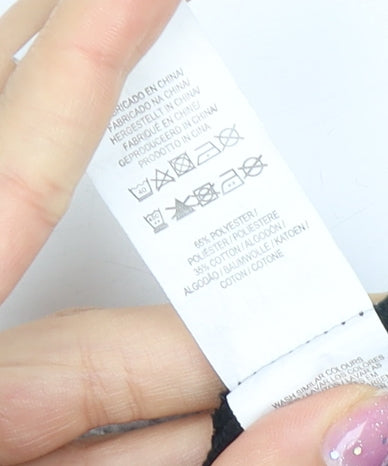 BRICADO EN CHINA/
FABRICADO NA CHINA/
HERGESTELLT IN CHINA/
FABRIQUÉ EN CHINE/
GEPRODUCEERD IN CHINA/
PRODOTTO IN CINA
65% POLYESTER/
POLIÉSTER / POLIESTERE
35% COTTON / ALGODÓN /
ALGODÃO / BAUMWOLLE / KATOEN /
COTON / COTONE
WASH SIMILAR COLOURS